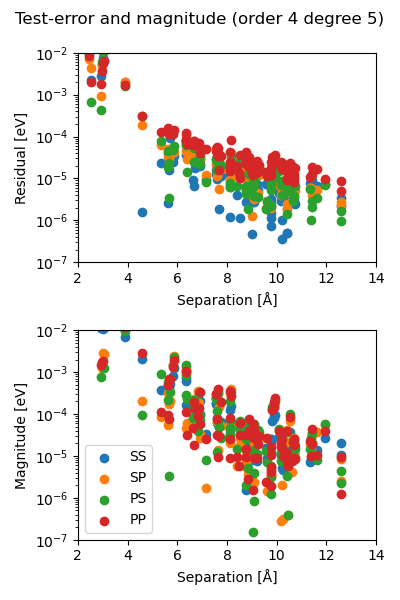 Test-error and magnitude (order 4 degree 5)
10⁻²
10⁻³
10⁻⁴
10⁻⁵
10⁻⁶
10⁻⁷
Residual [eV]
2 4 6 8 10 12 14
Separation [Å]
10⁻²
10⁻³
10⁻⁴
10⁻⁵
10⁻⁶
10⁻⁷
Magnitude [eV]
SS
SP
PS
PP
2 4 6 8 10 12 14
Separation [Å]